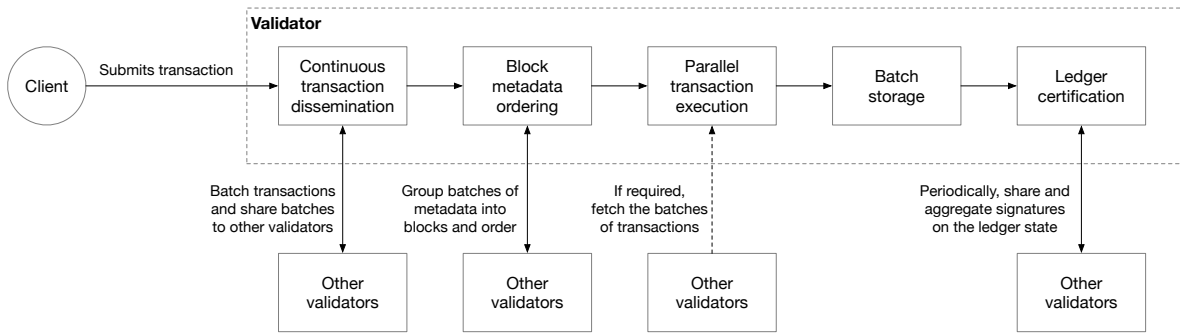 Validator
Client
Submits transaction
Continuous
transaction
dissemination
Block
metadata
ordering
Parallel
transaction
execution
Batch
storage
Ledger
certification
Batch transactions
and share batches
to other validators
Group batches of
metadata into
blocks and order
If required,
fetch the batches
of transactions
Periodically, share and
aggregate signatures
on the ledger state
Other
validators
Other
validators
Other
validators
Other
validators